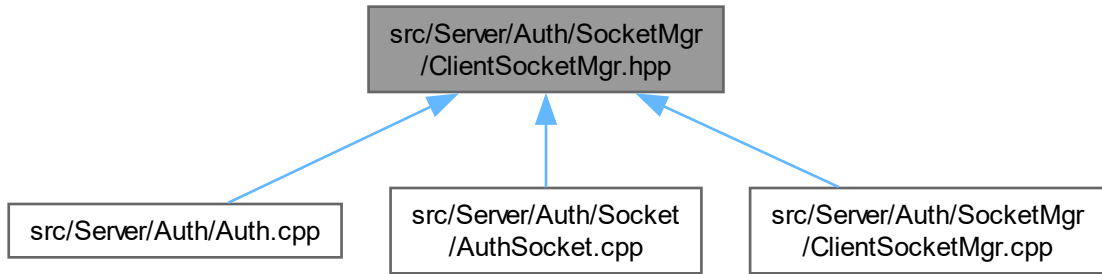 src/Server/Auth/SocketMgr
/ClientSocketMgr.hpp
src/Server/Auth/Auth.cpp
src/Server/Auth/Socket
/AuthSocket.cpp
src/Server/Auth/SocketMgr
/ClientSocketMgr.cpp